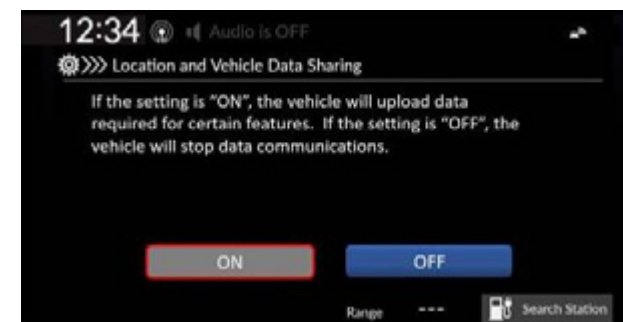 12:34 Audio is OFF
>>> Location and Vehicle Data Sharing
If the setting is "ON", the vehicle will upload data
required for certain features. If the setting is "OFF", the
vehicle will stop data communications.
ON OFF
Range --- Search Station